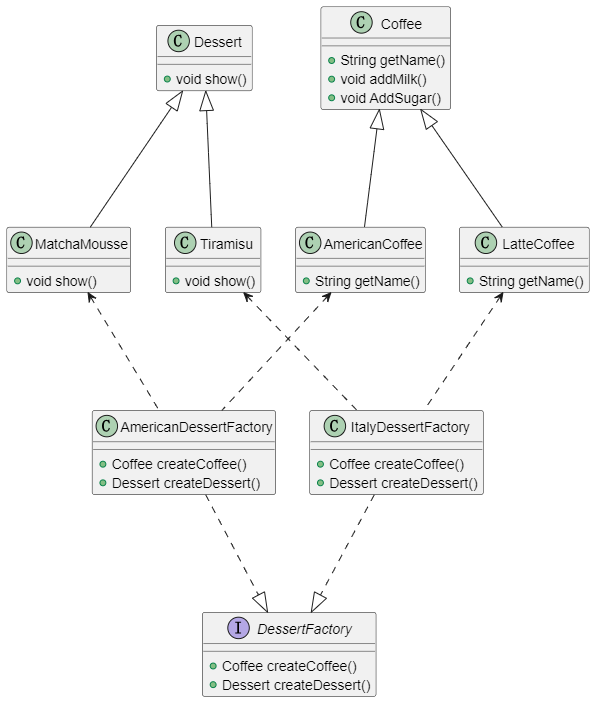 C Dessert
void show()
C Coffee
String getName()
void addMilk()
void AddSugar()
C MatchaMousse
void show()
C Tiramisu
void show()
C AmericanCoffee
String getName()
C LatteCoffee
String getName()
C AmericanDessertFactory
Coffee createCoffee()
Dessert createDessert()
C ItalyDessertFactory
Coffee createCoffee()
Dessert createDessert()
I DessertFactory
Coffee createCoffee()
Dessert createDessert()